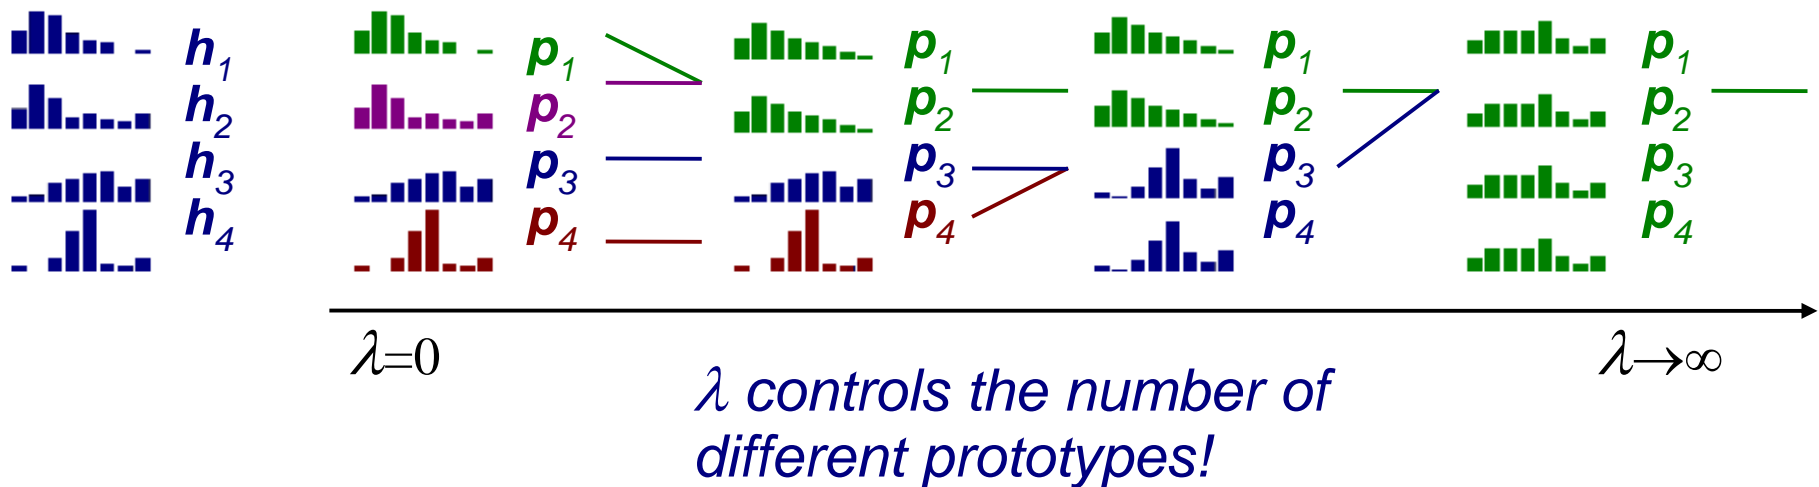 h1 p1 p1 p1 p1
h2 p2 p2 p2 p2
h3 p3 p3 p3 p3
h4 p4 p4 p4 p4
λ=0 λ→∞
λ controls the number of
different prototypes!